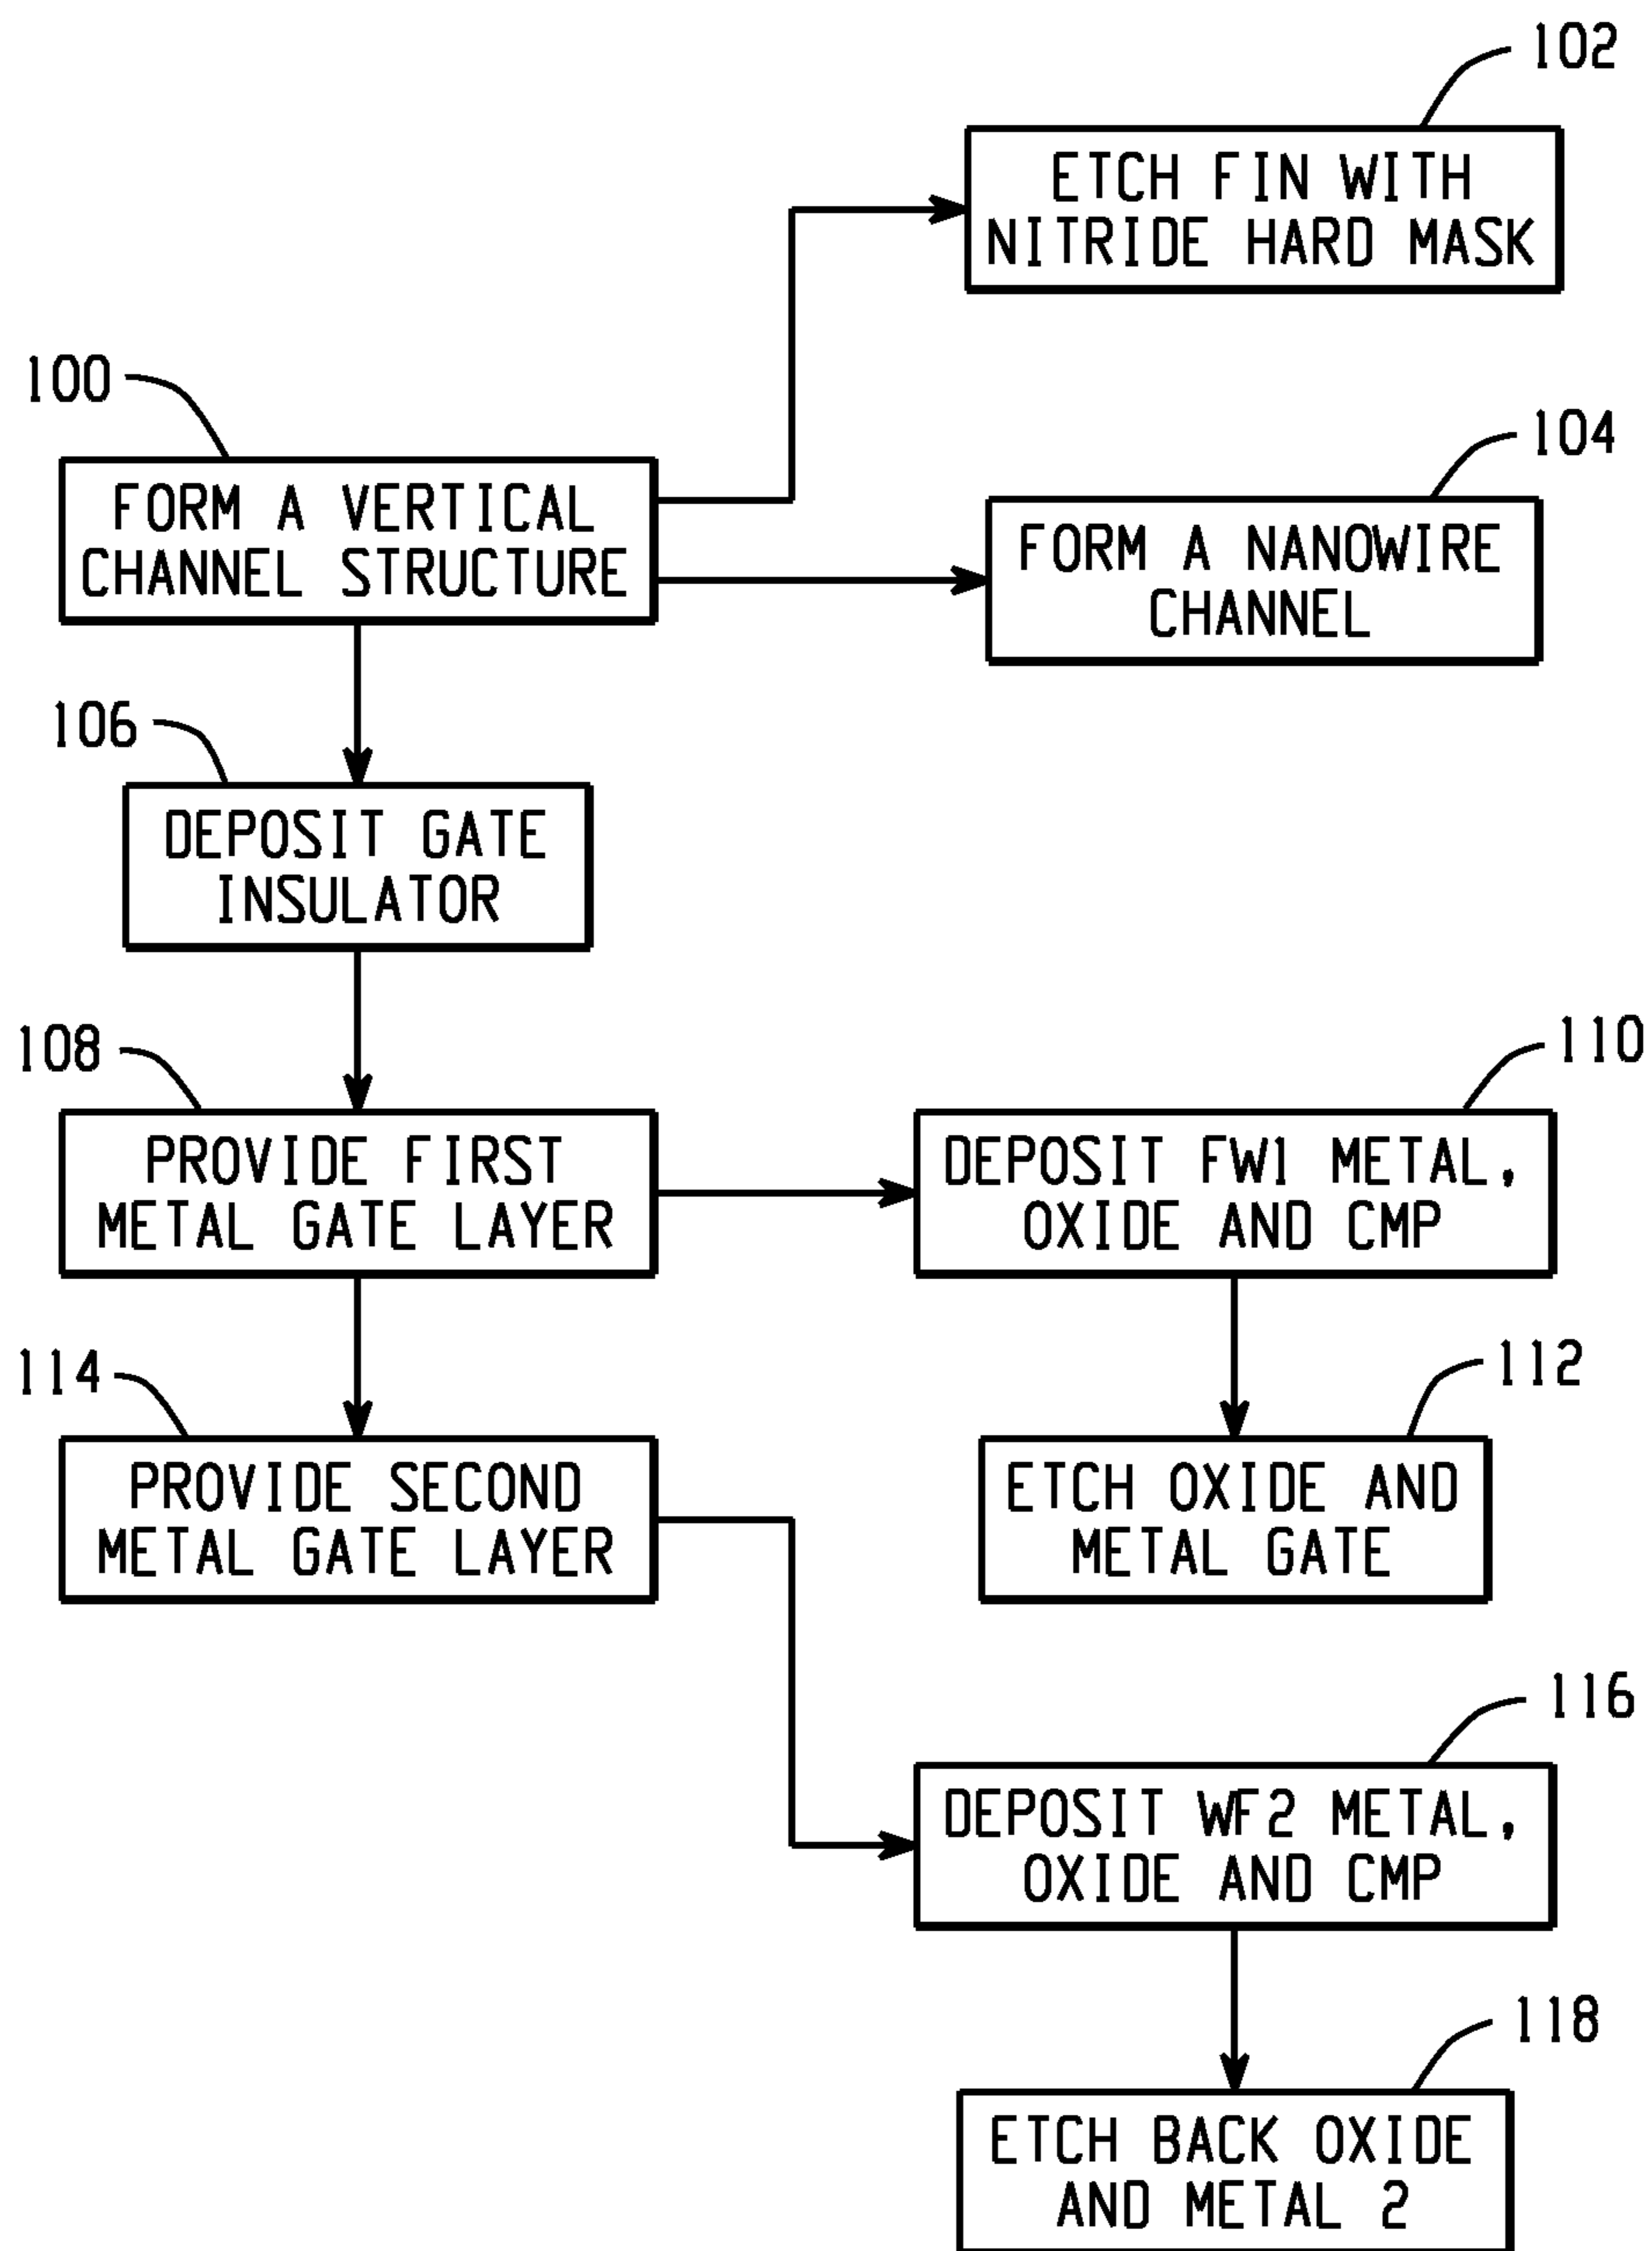 102
ETCH FIN WITH
NITRIDE HARD MASK
100
FORM A VERTICAL
CHANNEL STRUCTURE
104
FORM A NANOWIRE
CHANNEL
106
DEPOSIT GATE
INSULATOR
108
PROVIDE FIRST
METAL GATE LAYER
110
DEPOSIT FW1 METAL,
OXIDE AND CMP
112
ETCH OXIDE AND
METAL GATE
114
PROVIDE SECOND
METAL GATE LAYER
116
DEPOSIT WF2 METAL,
OXIDE AND CMP
118
ETCH BACK OXIDE
AND METAL 2